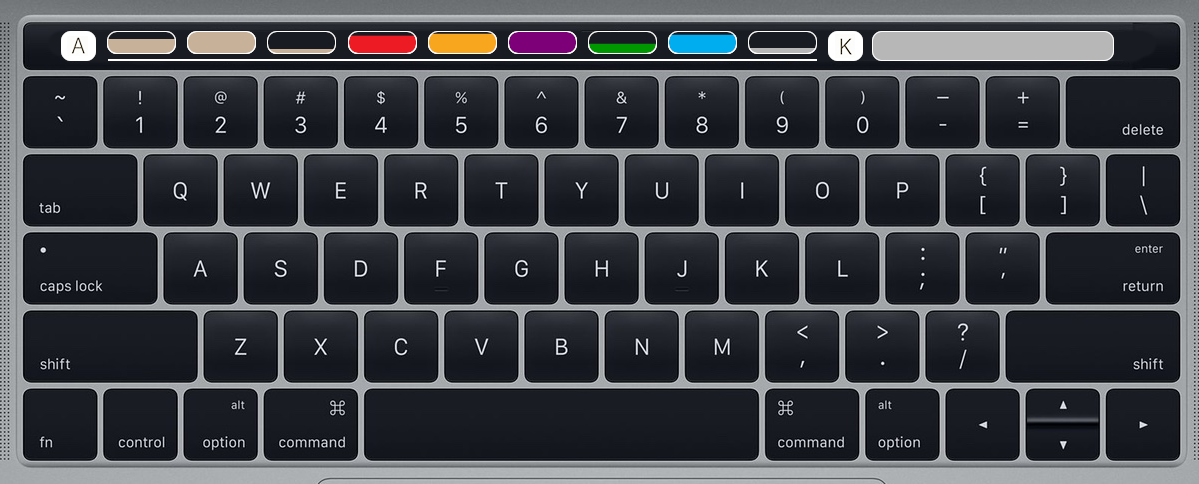 A K
~ ! @ # $ % ^ & * ( ) — +
` 1 2 3 4 5 6 7 8 9 0 - = delete
tab Q W E R T Y U I O P { [ } ] | \
caps lock A S D F G H J K L : ; " ' enter return
shift Z X C V B N M < , > . ? / shift
alt ⌘ ⌘ alt ▲
fn control option command command option ◀ ▼ ▶